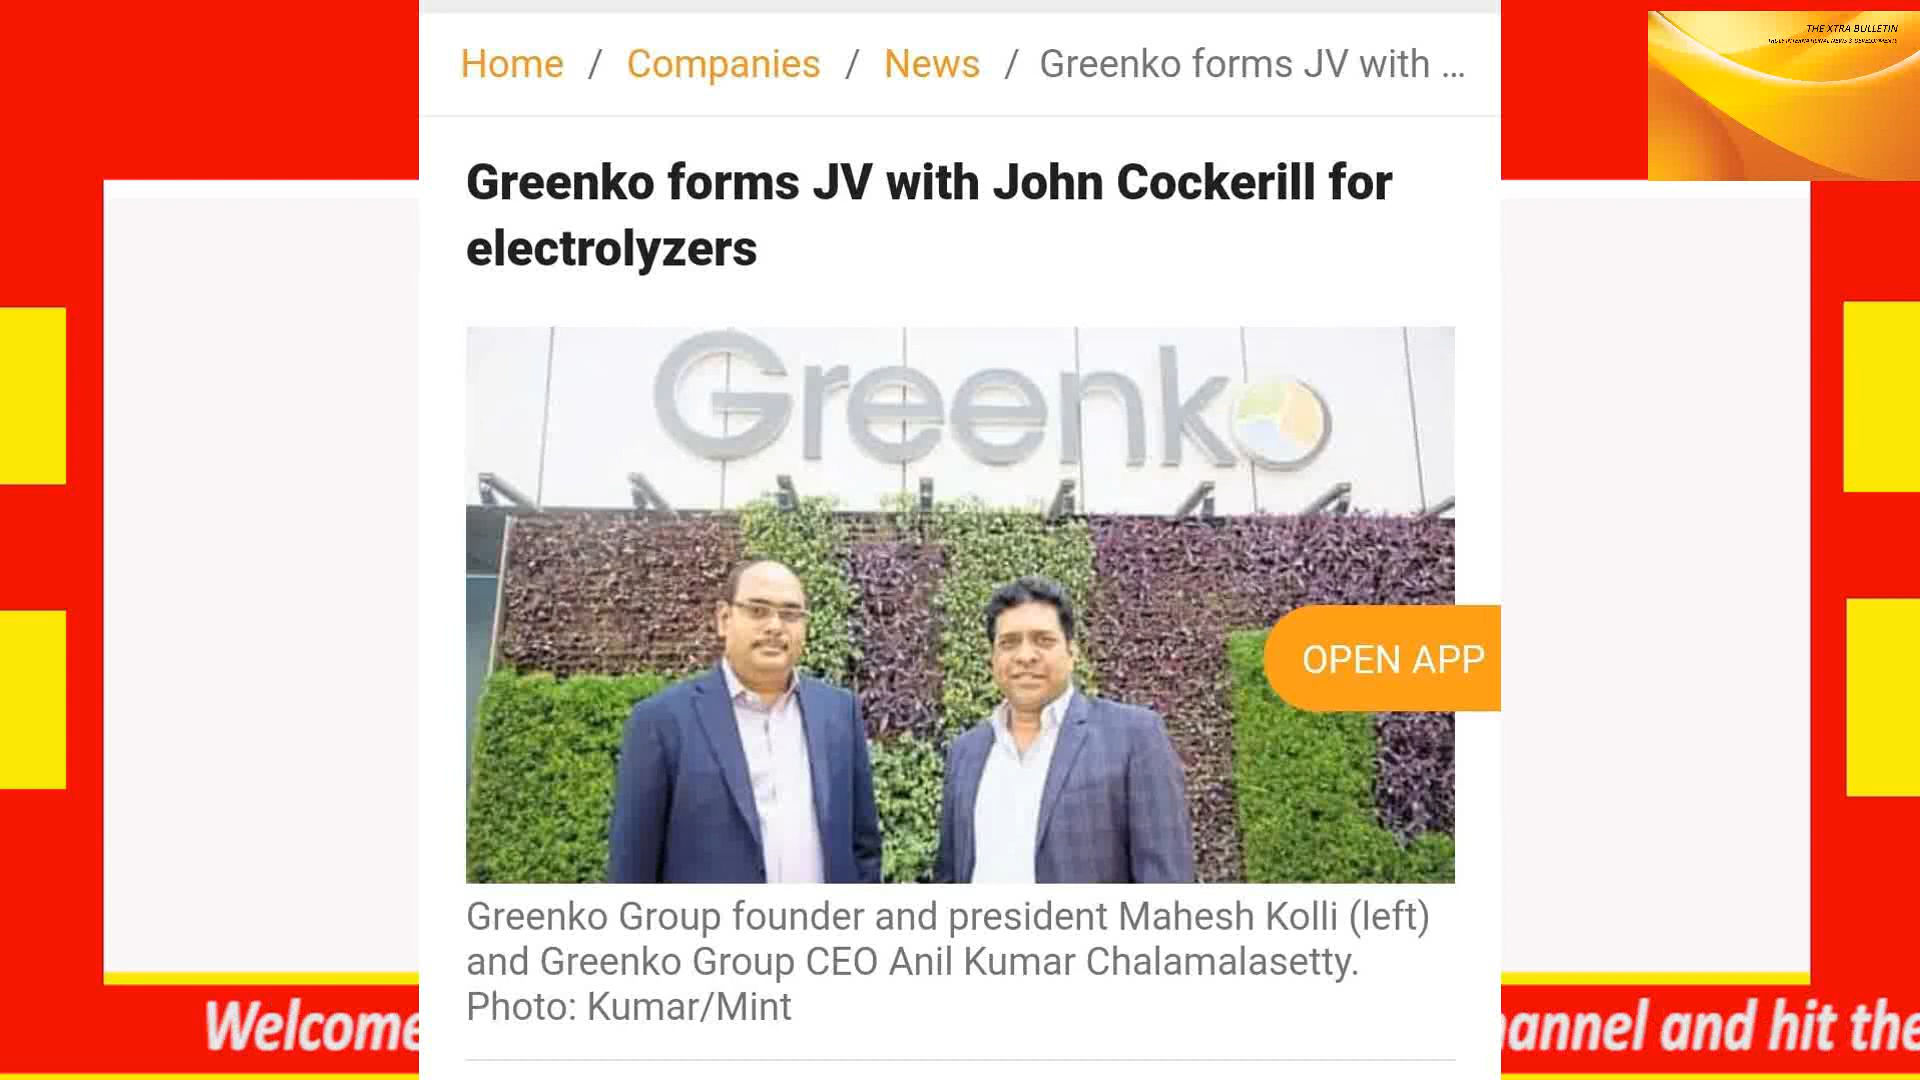 THE XTRA BULLETIN
Home / Companies / News / Greenko forms JV with ...
Greenko forms JV with John Cockerill for
electrolyzers
Greenko
OPEN APP
Greenko Group founder and president Mahesh Kolli (left)
and Greenko Group CEO Anil Kumar Chalamalasetty.
Photo: Kumar/Mint
Welcome
hannel and hit the